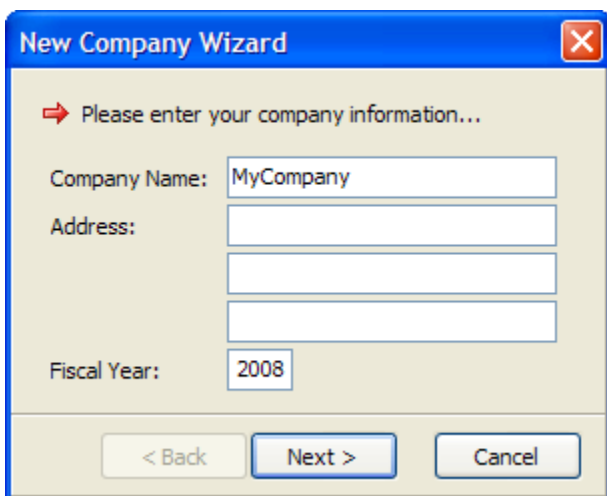 New Company Wizard
Please enter your company information...
Company Name: MyCompany
Address:
Fiscal Year: 2008
< Back Next > Cancel